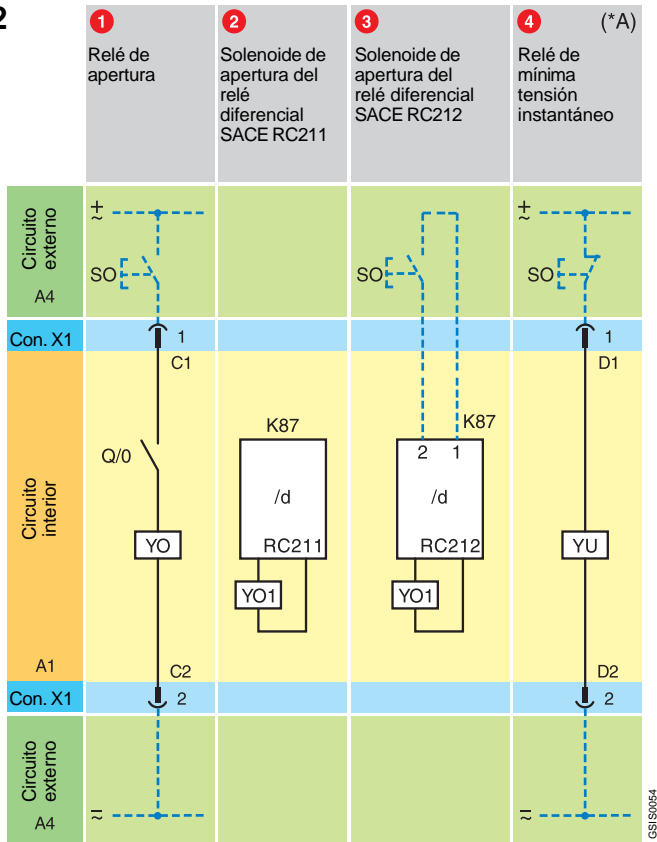 2
1
2
3
4
(*A)
Relé de
apertura
Solenoide de
apertura del
relé
diferencial
SACE RC211
Solenoide de
apertura del
relé diferencial
SACE RC212
Relé de
mínima
tensión
instantáneo
Circuito
externo
A4
+
~
SO
SO
+
~
SO
Con. X1
1
1
Circuito
interior
A1
C1
Q/0
YO
C2
K87
/d
RC211
YO1
K87
2 1
/d
RC212
YO1
D1
YU
D2
Con. X1
2
2
Circuito
externo
A4
GSIS0054